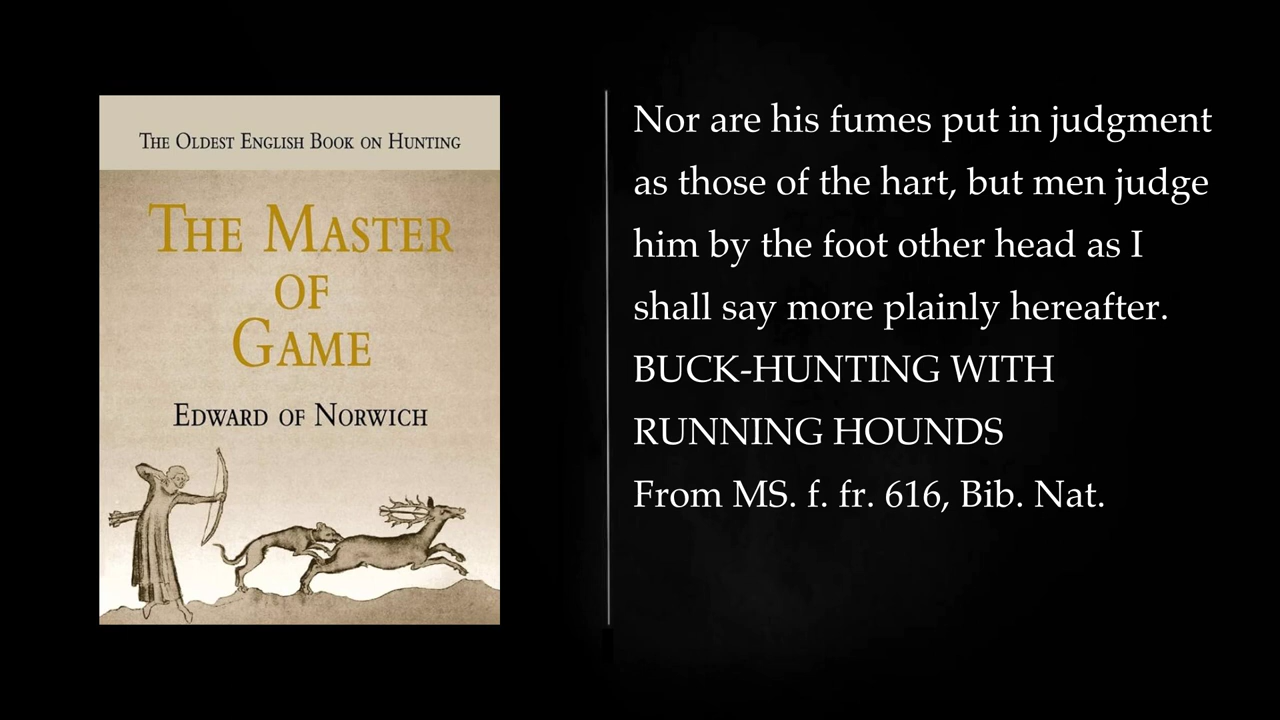 THE OLDEST ENGLISH BOOK ON HUNTING
THE MASTER
OF
GAME
EDWARD OF NORWICH
Nor are his fumes put in judgment
as those of the hart, but men judge
him by the foot other head as I
shall say more plainly hereafter.
BUCK-HUNTING WITH
RUNNING HOUNDS
From MS. f. fr. 616, Bib. Nat.